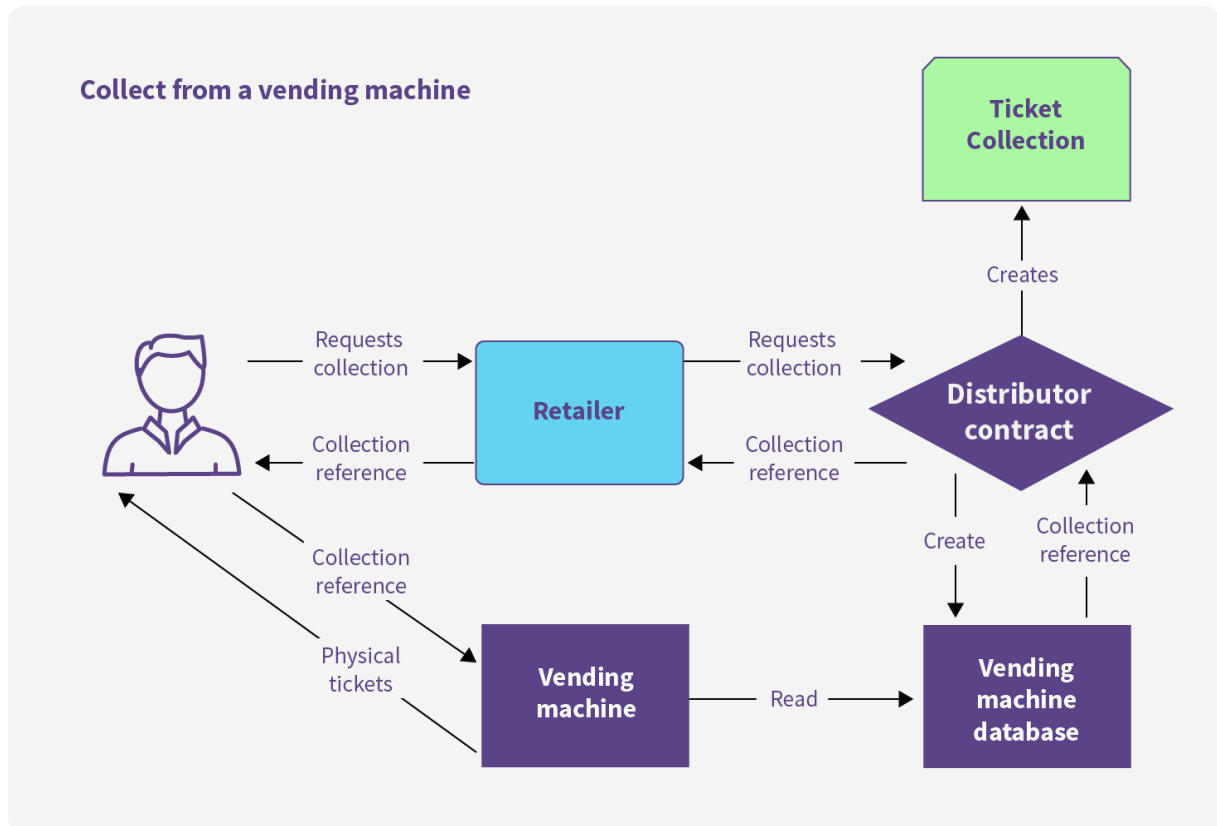 Collect from a vending machine
Ticket
Collection
Creates
Requests
collection
Requests
collection
Retailer
Distributor
contract
Collection
reference
Collection
reference
Collection
reference
Create
Collection
reference
Physical
tickets
Vending
machine
Read
Vending
machine
database